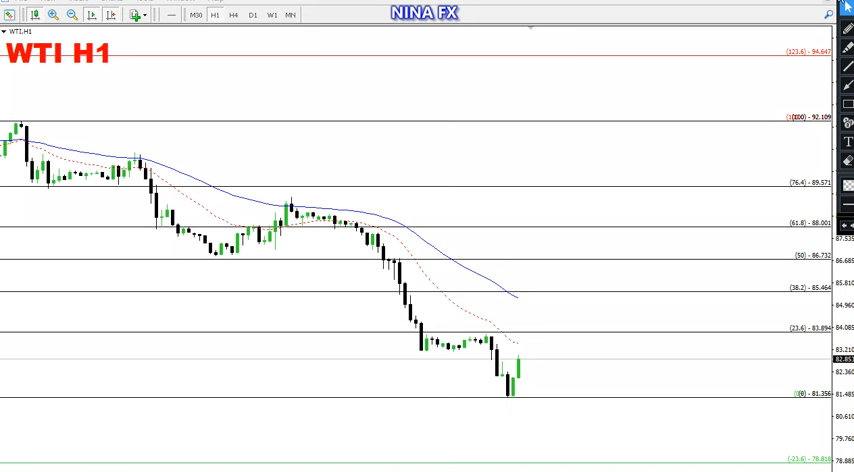 NINA FX
M30 H1 H4 D1 W1 MN
WTI.H1
WTI H1
(123.6) - 94.647
92.109
(76.4) - 89.571
(61.8) - 88.001
87.535
(50) - 86.732
86.685
85.810
(38.2) - 85.464
84.960
84.085
(23.6) - 83.894
83.210
82.853
82.360
81.485
(0) - 81.356
80.610
79.760
78.885
(-23.6) - 78.818